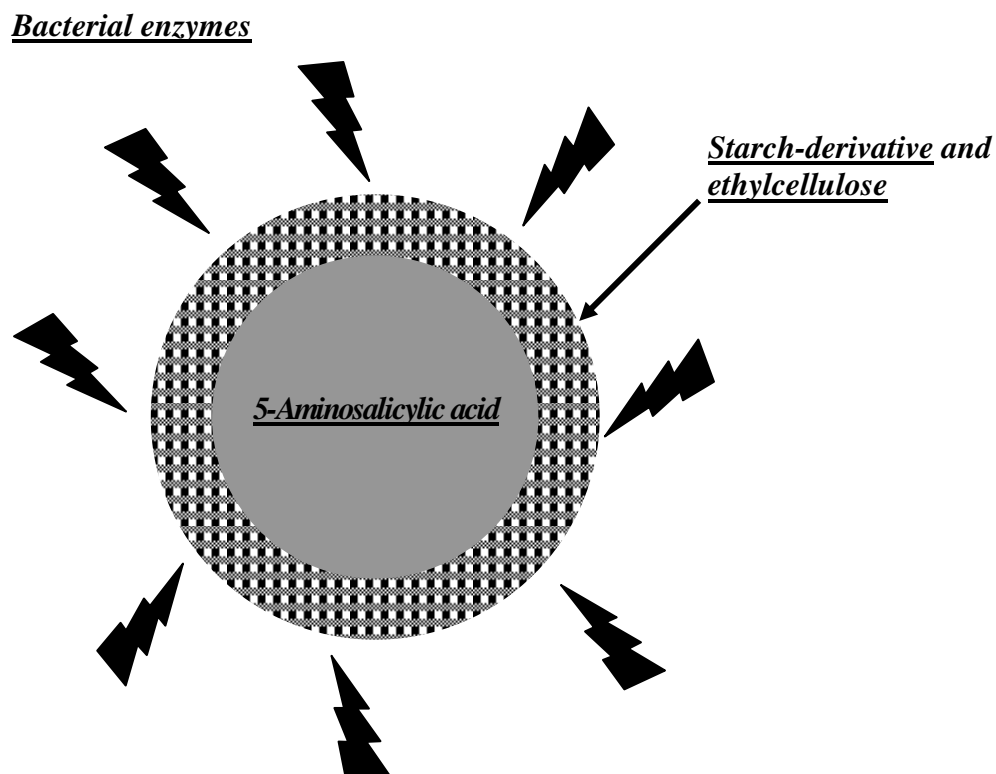 Bacterial enzymes
Starch-derivative and
ethylcellulose
5-Aminosalicylic acid